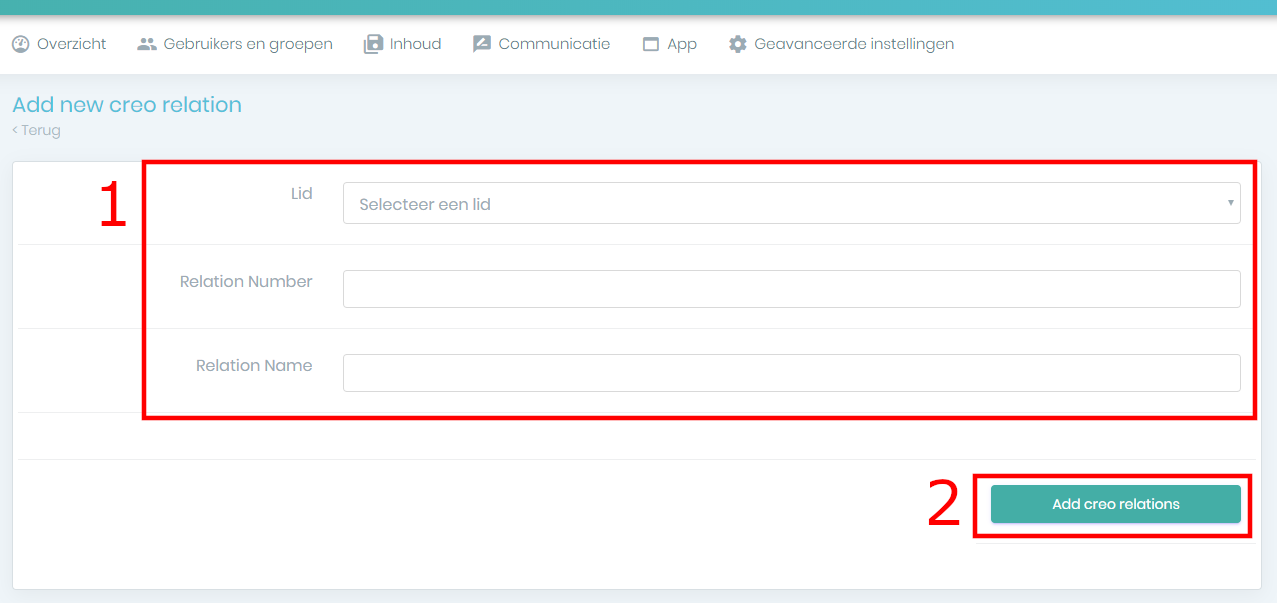 Overzicht Gebruikers en groepen Inhoud Communicatie App Geavanceerde instellingen
Add new creo relation
< Terug
1
Lid
Selecteer een lid
Relation Number
Relation Name
2
Add creo relations